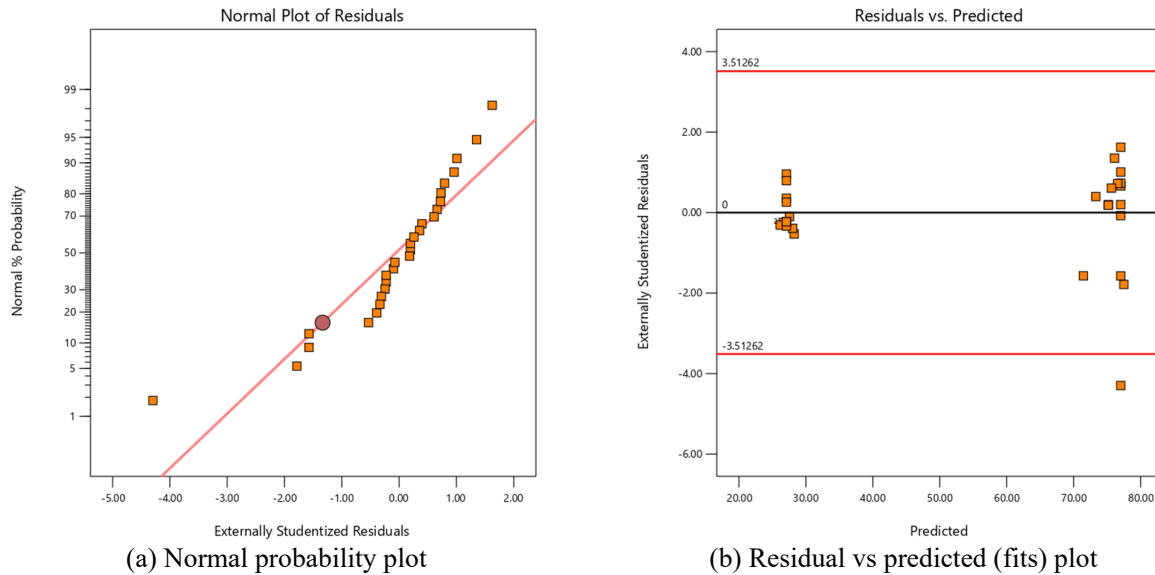 Normal Plot of Residuals
99
95
90
80
70
50
30
20
10
5
1
Normal % Probability
-5.00 -4.00 -3.00 -2.00 -1.00 0.00 1.00 2.00
Externally Studentized Residuals
(a) Normal probability plot
Residuals vs. Predicted
4.00
3.51262
2.00
0
0.00
-2.00
-3.51262
-4.00
-6.00
Externally Studentized Residuals
20.00 30.00 40.00 50.00 60.00 70.00 80.00
Predicted
(b) Residual vs predicted (fits) plot